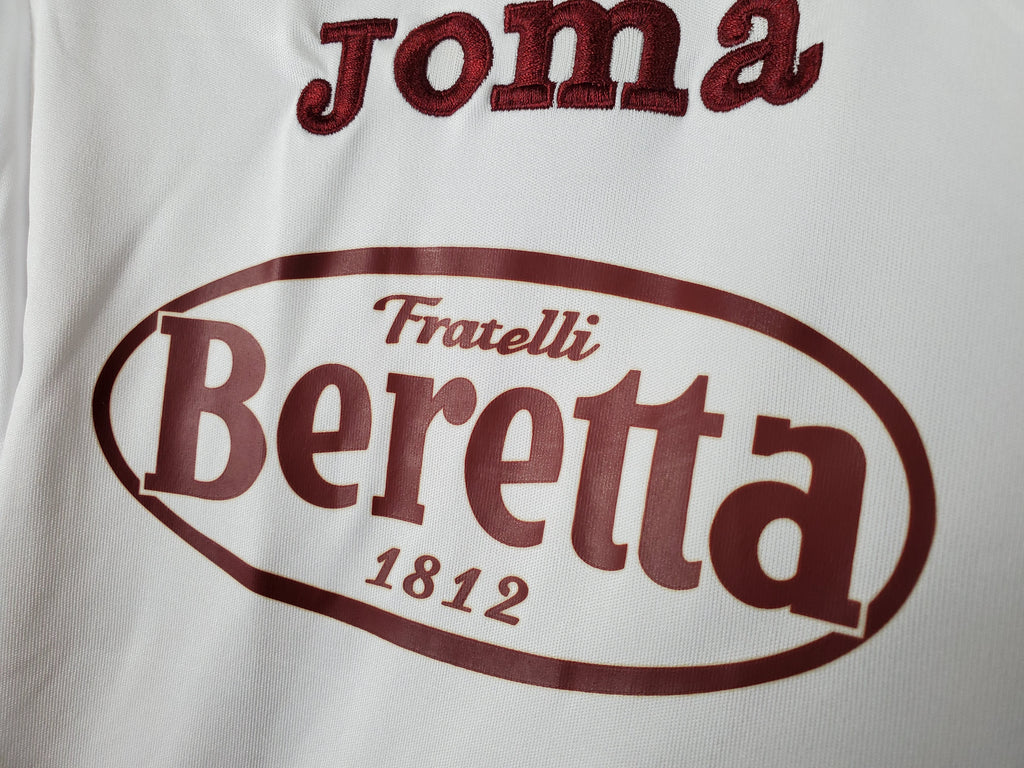 Joma
Fratelli
Beretta
1812